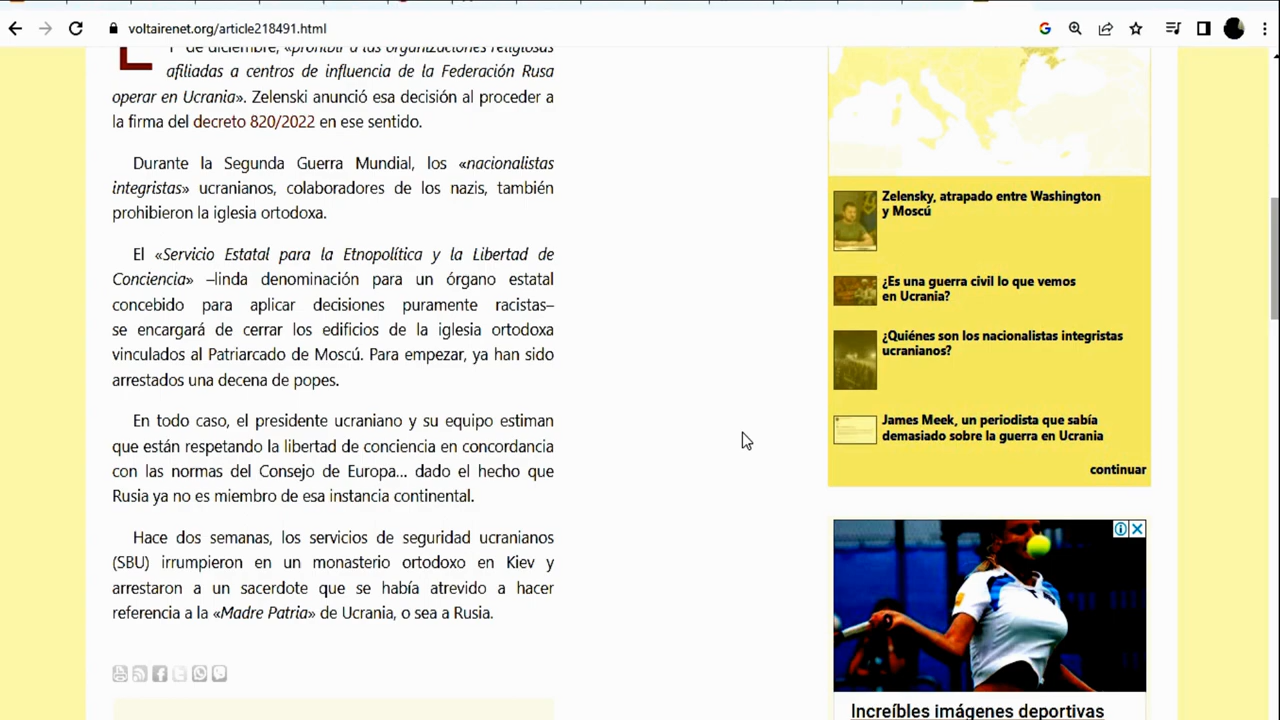 voltairenet.org/article218491.html
1° de diciembre, «prohibir a las organizaciones religiosas
afiliadas a centros de influencia de la Federación Rusa
operar en Ucrania». Zelenski anunció esa decisión al proceder a
la firma del decreto 820/2022 en ese sentido.
Durante la Segunda Guerra Mundial, los «nacionalistas
integristas» ucranianos, colaboradores de los nazis, también
prohibieron la iglesia ortodoxa.
El «Servicio Estatal para la Etnopolítica y la Libertad de
Conciencia» –linda denominación para un órgano estatal
concebido para aplicar decisiones puramente racistas–
se encargará de cerrar los edificios de la iglesia ortodoxa
vinculados al Patriarcado de Moscú. Para empezar, ya han sido
arrestados una decena de popes.
En todo caso, el presidente ucraniano y su equipo estiman
que están respetando la libertad de conciencia en concordancia
con las normas del Consejo de Europa... dado el hecho que
Rusia ya no es miembro de esa instancia continental.
Hace dos semanas, los servicios de seguridad ucranianos
(SBU) irrumpieron en un monasterio ortodoxo en Kiev y
arrestaron a un sacerdote que se había atrevido a hacer
referencia a la «Madre Patria» de Ucrania, o sea a Rusia.
Zelensky, atrapado entre Washington
y Moscú
¿Es una guerra civil lo que vemos
en Ucrania?
¿Quiénes son los nacionalistas integristas
ucranianos?
James Meek, un periodista que sabía
demasiado sobre la guerra en Ucrania
continuar
Increíbles imágenes deportivas